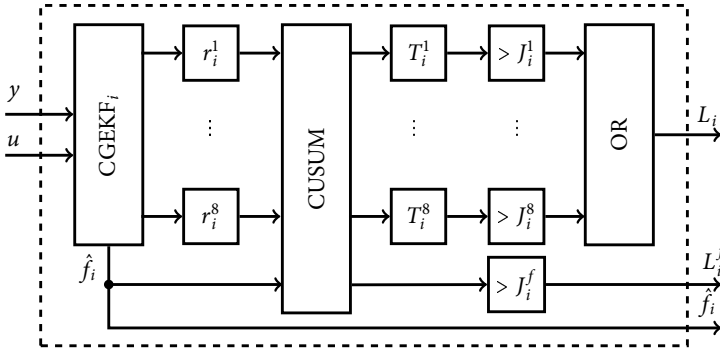 r_i^1
T_i^1
> J_i^1
y
u
CGEKF_i
⋮
CUSUM
⋮
⋮
OR
L_i
r_i^8
T_i^8
> J_i^8
f̂_i
> J_i^f
L_i^f
f̂_i